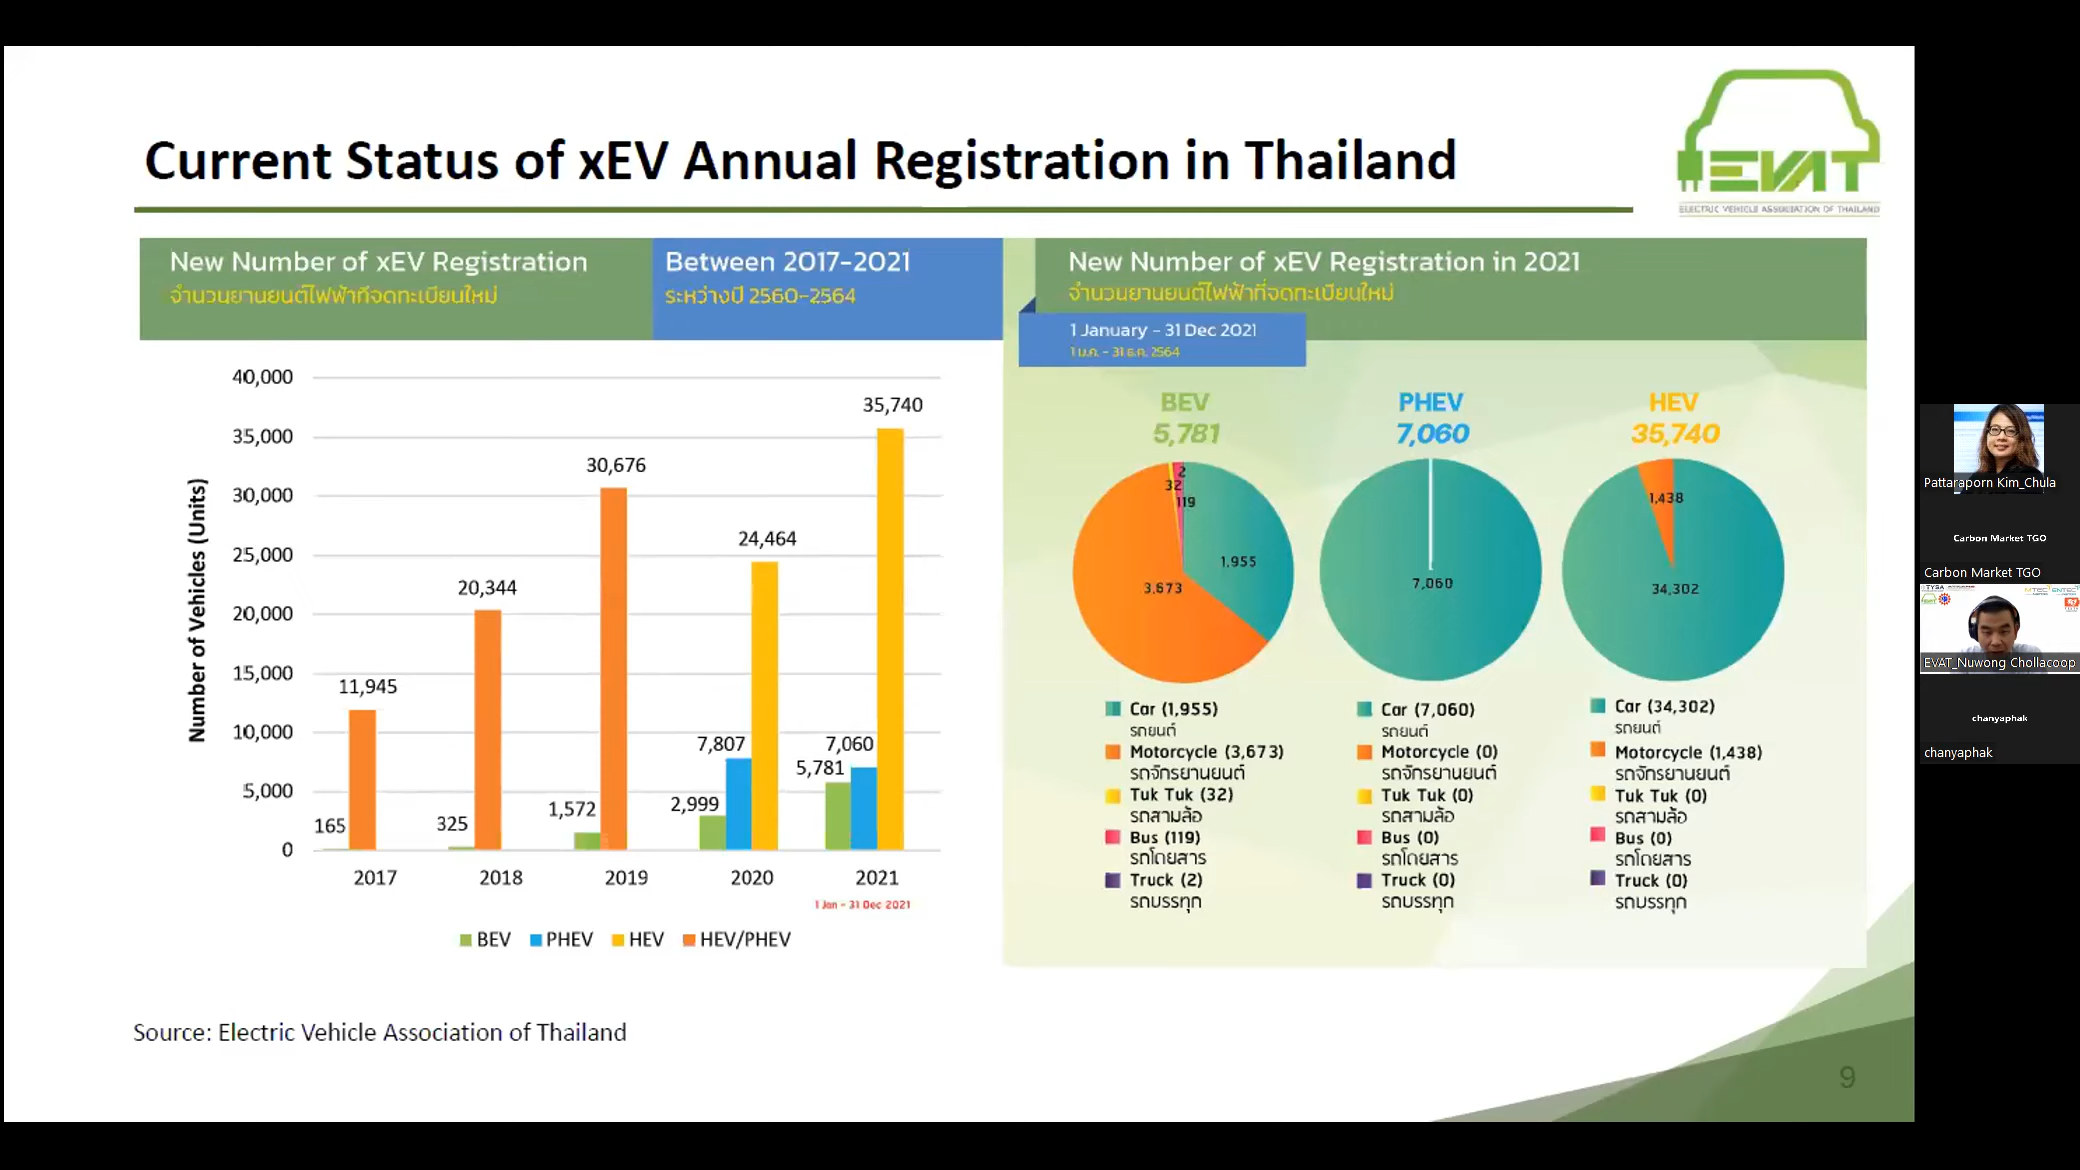 Current Status of xEV Annual Registration in Thailand
EVAT
ELECTRIC VEHICLE ASSOCIATION OF THAILAND
New Number of xEV Registration
จำนวนยานยนต์ไฟฟ้าที่จดทะเบียนใหม่
Between 2017-2021
ระหว่างปี 2560-2564
40,000
35,000
30,000
25,000
20,000
15,000
10,000
5,000
0
Number of Vehicles (Units)
165
11,945
325
20,344
1,572
30,676
2,999
7,807
24,464
5,781
7,060
35,740
2017
2018
2019
2020
2021
1 Jan - 31 Dec 2021
BEV
PHEV
HEV
HEV/PHEV
New Number of xEV Registration in 2021
จำนวนยานยนต์ไฟฟ้าที่จดทะเบียนใหม่
1 January - 31 Dec 2021
1 ม.ค. - 31 ธ.ค. 2564
BEV
5,781
2
32
119
1,955
3,673
Car (1,955)
รถยนต์
Motorcycle (3,673)
รถจักรยานยนต์
Tuk Tuk (32)
รถสามล้อ
Bus (119)
รถโดยสาร
Truck (2)
รถบรรทุก
PHEV
7,060
7,060
Car (7,060)
รถยนต์
Motorcycle (0)
รถจักรยานยนต์
Tuk Tuk (0)
รถสามล้อ
Bus (0)
รถโดยสาร
Truck (0)
รถบรรทุก
HEV
35,740
1,438
34,302
Car (34,302)
รถยนต์
Motorcycle (1,438)
รถจักรยานยนต์
Tuk Tuk (0)
รถสามล้อ
Bus (0)
รถโดยสาร
Truck (0)
รถบรรทุก
Source: Electric Vehicle Association of Thailand
9
Pattaraporn Kim_Chula
Carbon Market TGO
Carbon Market TGO
EVAT_Nuwong Chollacoop
chanyaphak
chanyaphak